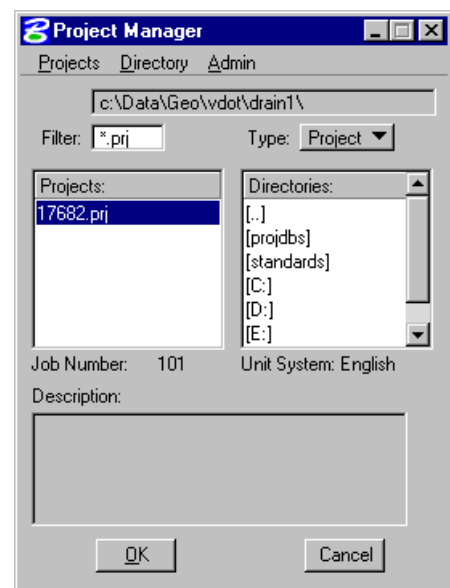 Project Manager
Projects Directory Admin
c:\Data\Geo\vdot\drain1\
Filter: *.prj Type: Project
Projects: Directories:
17682.prj [..]
[projdbs]
[standards]
[C:]
[D:]
[E:]
Job Number: 101 Unit System: English
Description:
OK Cancel